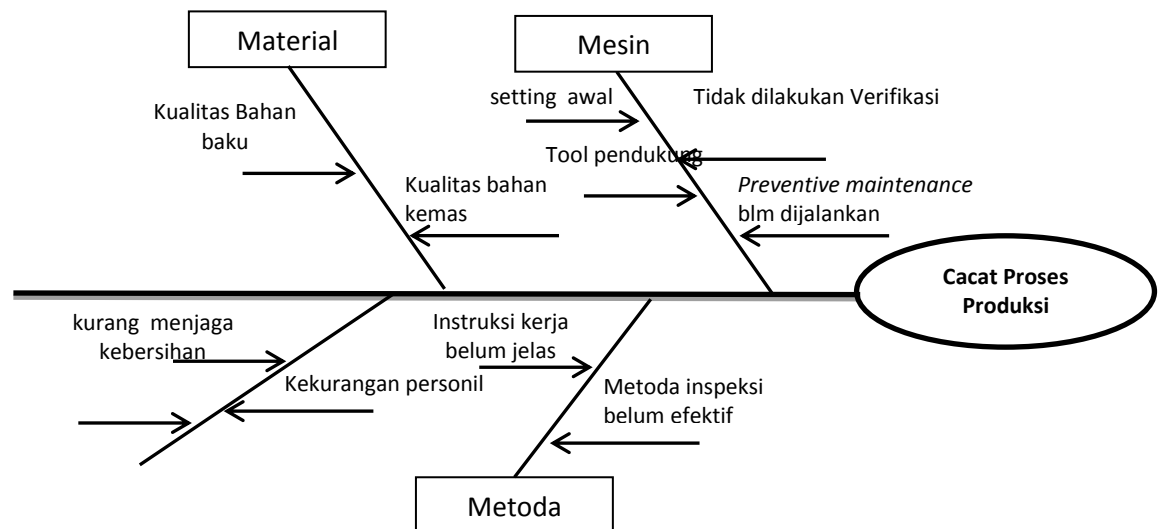 Material
Mesin
setting awal
Tidak dilakukan Verifikasi
Kualitas Bahan
baku
Tool pendukung
Kualitas bahan
kemas
Preventive maintenance
blm dijalankan
Cacat Proses
Produksi
kurang menjaga
kebersihan
Instruksi kerja
belum jelas
Kekurangan personil
Metoda inspeksi
belum efektif
Metoda